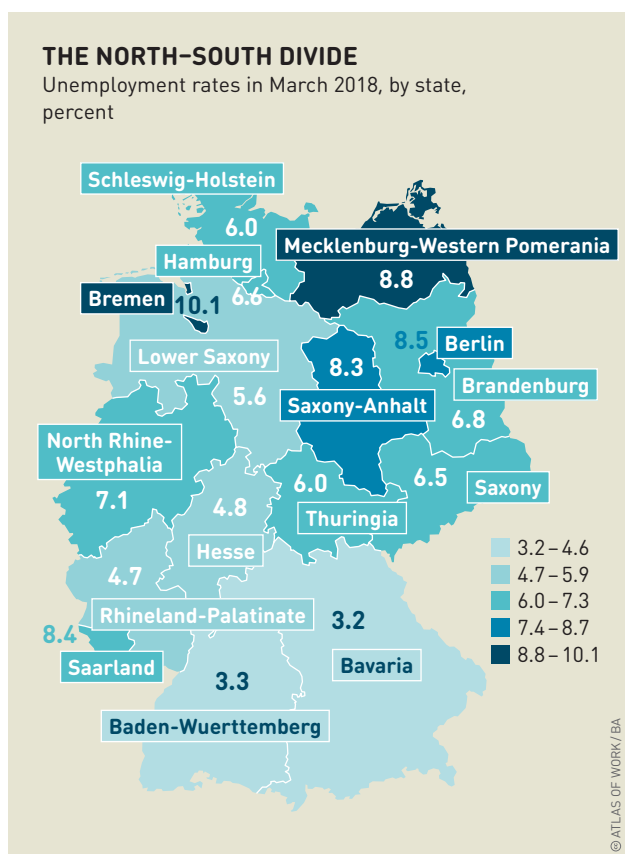 THE NORTH–SOUTH DIVIDE
Unemployment rates in March 2018, by state,
percent
Schleswig-Holstein
6.0
Mecklenburg-Western Pomerania
8.8
Hamburg
6.6
Bremen
10.1
Lower Saxony
5.6
8.3
Saxony-Anhalt
8.5
Berlin
Brandenburg
6.8
North Rhine-
Westphalia
7.1
4.8
Hesse
6.0
Thuringia
6.5
Saxony
4.7
Rhineland-Palatinate
8.4
Saarland
3.2
Bavaria
3.3
Baden-Wuerttemberg
3.2 – 4.6
4.7 – 5.9
6.0 – 7.3
7.4 – 8.7
8.8 – 10.1
ATLAS OF WORK / BA